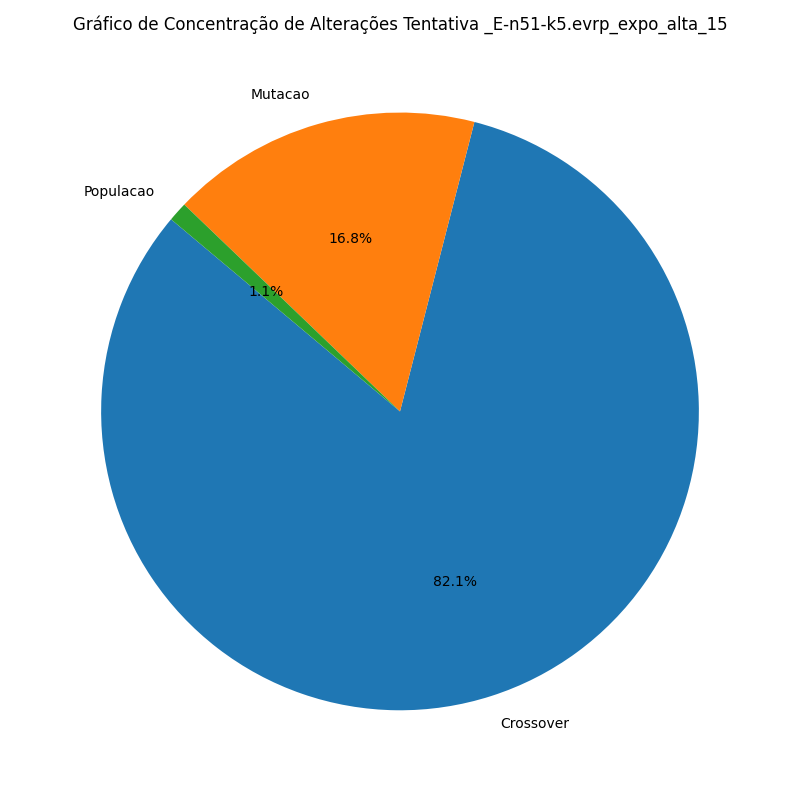 Gráfico de Concentração de Alterações Tentativa _E-n51-k5.evrp_expo_alta_15
Mutacao
Populacao
16.8%
1.1%
82.1%
Crossover